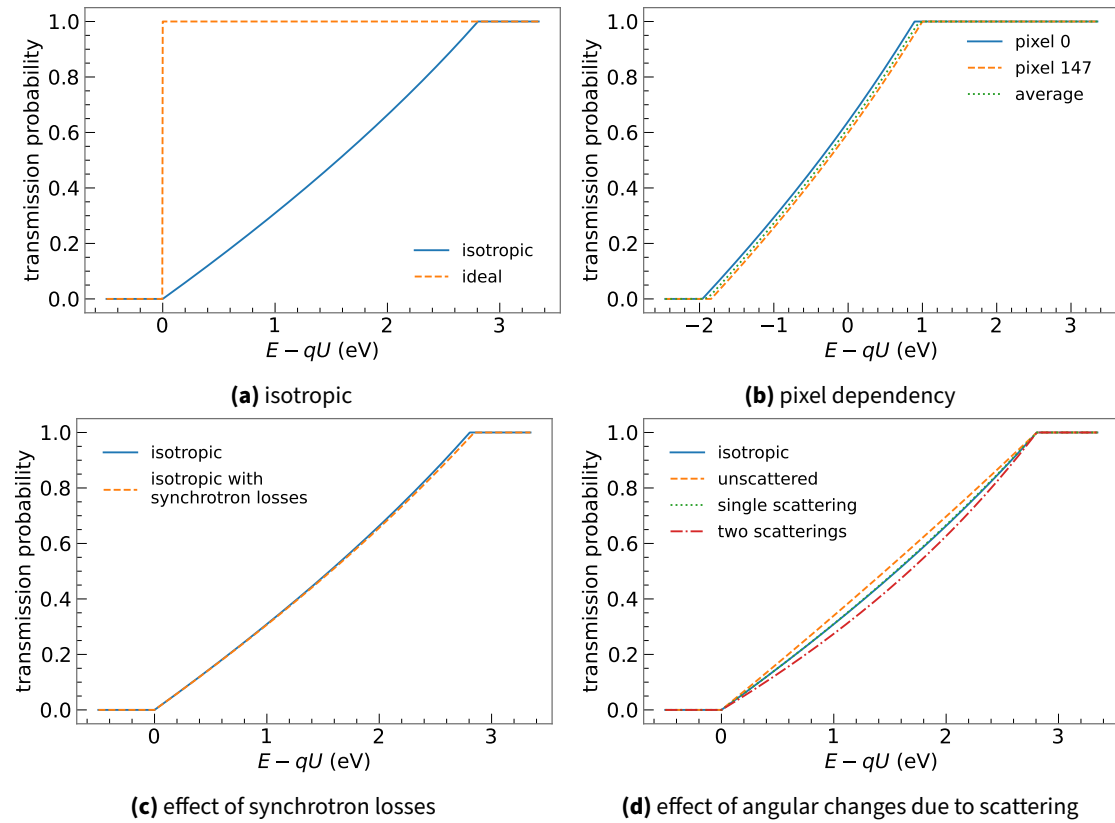 transmission probability
1.0
0.8
0.6
0.4
0.2
0.0
isotropic
ideal
0 1 2 3
E − qU (eV)
(a) isotropic
transmission probability
1.0
0.8
0.6
0.4
0.2
0.0
pixel 0
pixel 147
average
−2 −1 0 1 2 3
E − qU (eV)
(b) pixel dependency
transmission probability
1.0
0.8
0.6
0.4
0.2
0.0
isotropic
isotropic with
synchrotron losses
0 1 2 3
E − qU (eV)
(c) effect of synchrotron losses
transmission probability
1.0
0.8
0.6
0.4
0.2
0.0
isotropic
unscattered
single scattering
two scatterings
0 1 2 3
E − qU (eV)
(d) effect of angular changes due to scattering